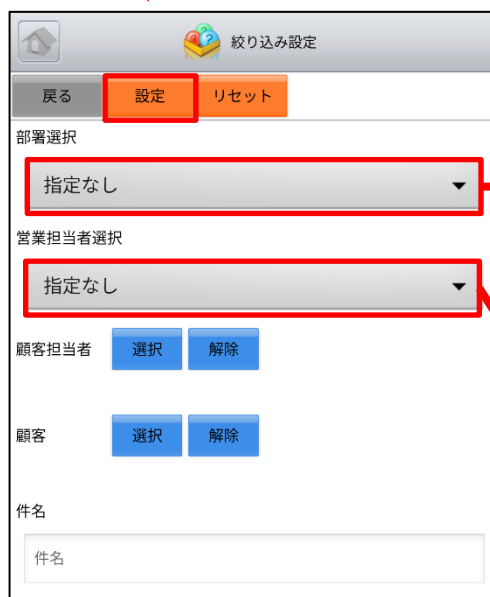 絞り込み設定
戻る 設定 リセット
部署選択
指定なし
営業担当者選択
指定なし
顧客担当者 選択 解除
顧客 選択 解除
件名
件名